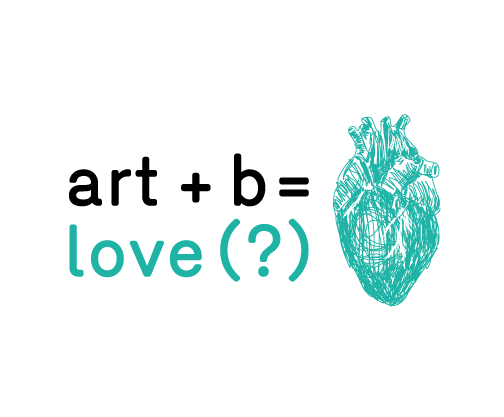 art + b =
love (?)